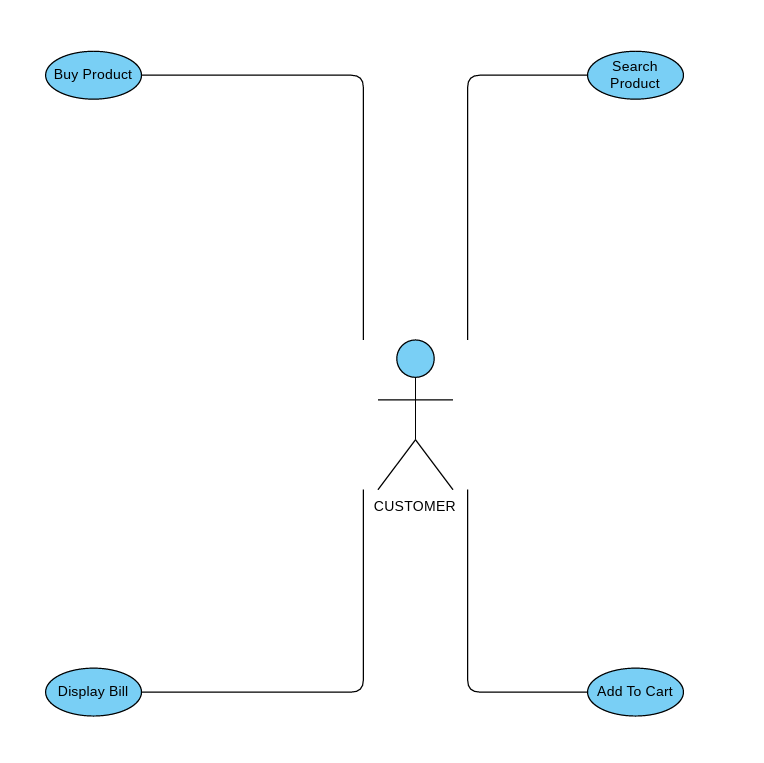 Buy Product
Search
Product
CUSTOMER
Display Bill
Add To Cart